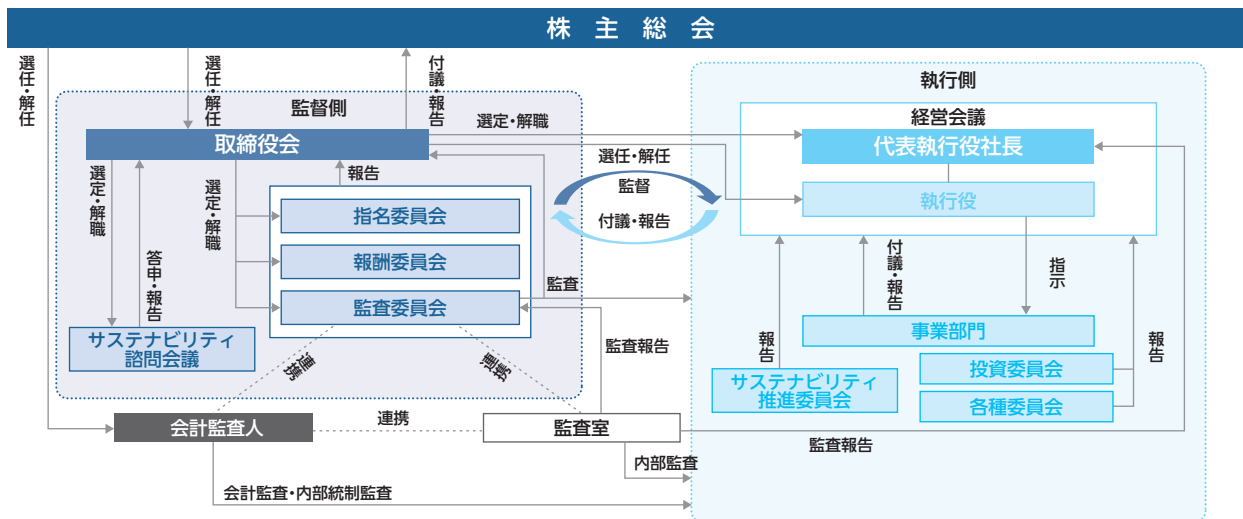 株主総会
選任・解任
選任・解任
付議・報告
監督側
取締役会
選定・解職
選任・解任
監督
付議・報告
選定・解職
答申・報告
選定・解職
報告
指名委員会
報酬委員会
監査委員会
サステナビリティ
諮問会議
監査
監査報告
連携
連携
会計監査人
連携
監査室
内部監査
会計監査・内部統制監査
執行側
経営会議
代表執行役社長
執行役
付議・報告
指示
事業部門
報告
サステナビリティ
推進委員会
投資委員会
各種委員会
報告
監査報告